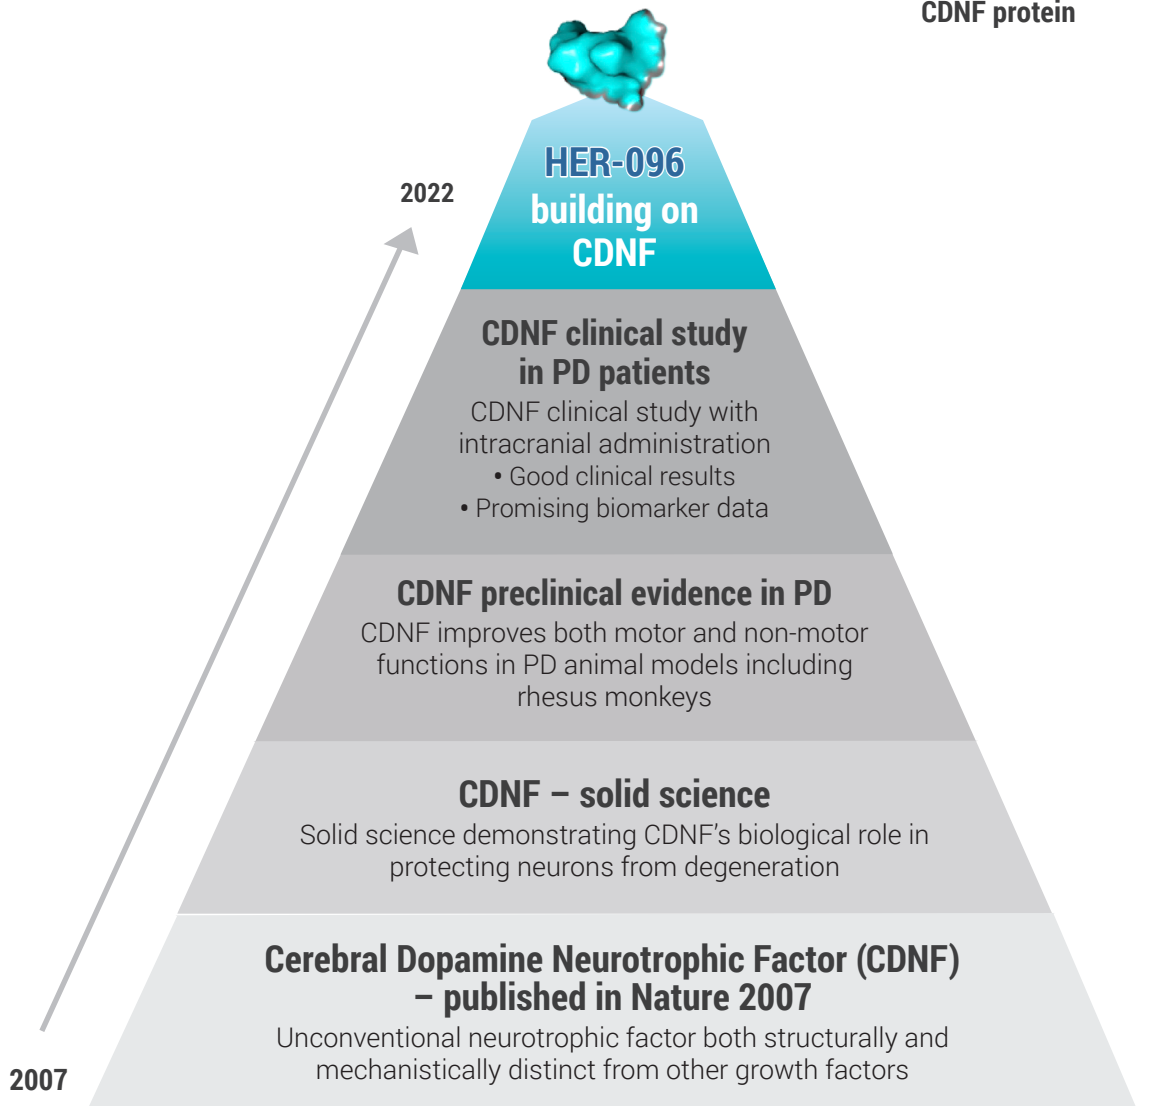 CDNF protein
HER-096
building on
CDNF
2022
CDNF clinical study
in PD patients
CDNF clinical study with
intracranial administration
• Good clinical results
• Promising biomarker data
CDNF preclinical evidence in PD
CDNF improves both motor and non-motor
functions in PD animal models including
rhesus monkeys
CDNF – solid science
Solid science demonstrating CDNF’s biological role in
protecting neurons from degeneration
Cerebral Dopamine Neurotrophic Factor (CDNF)
– published in Nature 2007
Unconventional neurotrophic factor both structurally and
mechanistically distinct from other growth factors
2007